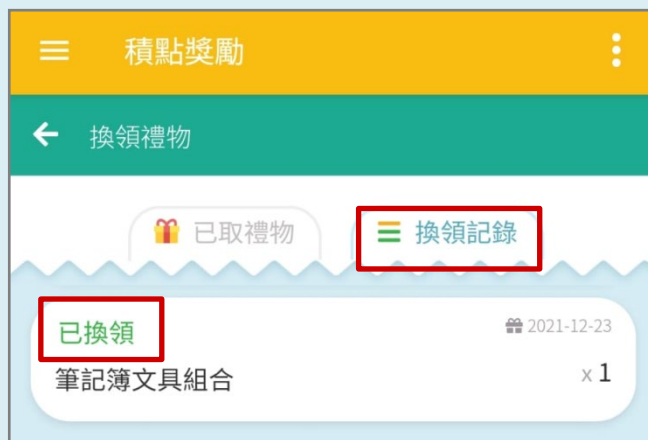 積點獎勵
換領禮物
已取禮物 換領記錄
已換領 2021-12-23
筆記簿文具組合 x 1